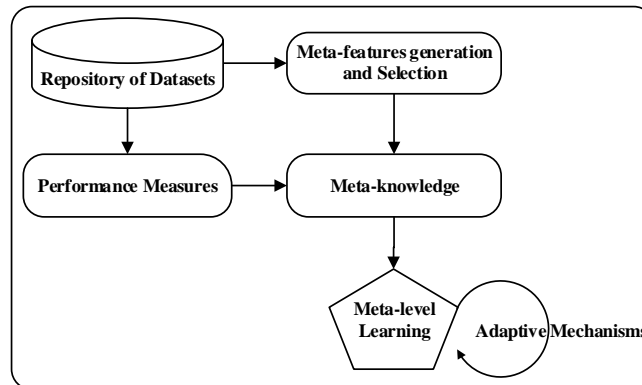 Meta-features generation
and Selection
Repository of Datasets
Performance Measures
Meta-knowledge
Meta-level
Learning
Adaptive Mechanisms